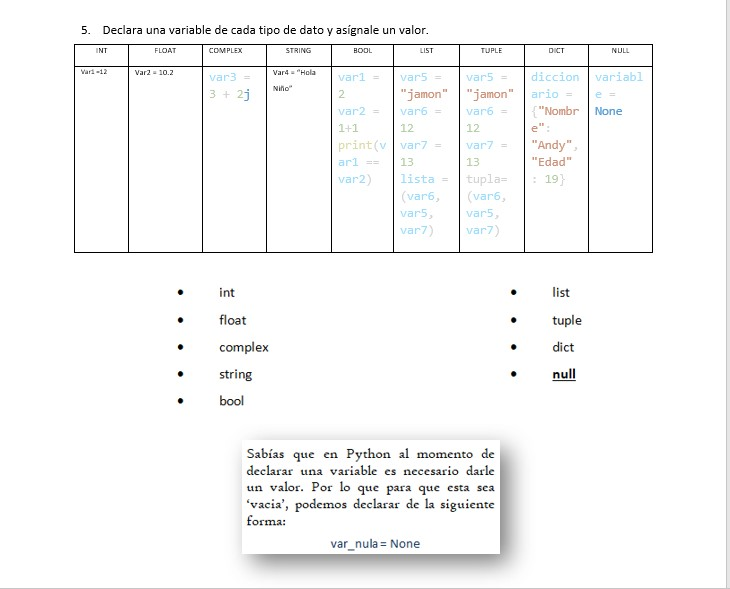 5. Declara una variable de cada tipo de dato y asígnale un valor.
INT FLOAT COMPLEX STRING BOOL LIST TUPLE DICT NULL
Var1 =12
Var2 = 10.2
var3 =
3 + 2j
Var4 = "Hola
Niño"
var1 =
2
var2 =
1+1
print(v
ar1 ==
var2)
var5 =
"jamon"
var6 =
12
var7 =
13
lista =
(var6,
var5,
var7)
var5 =
"jamon"
var6 =
12
var7 =
13
tupla=
(var6,
var5,
var7)
diccion
ario =
{"Nombr
e":
"Andy",
"Edad"
: 19}
variabl
e =
None
• int
• float
• complex
• string
• bool
• list
• tuple
• dict
• null
Sabías que en Python al momento de
declarar una variable es necesario darle
un valor. Por lo que para que esta sea
'vacia', podemos declarar de la siguiente
forma:
var_nula = None